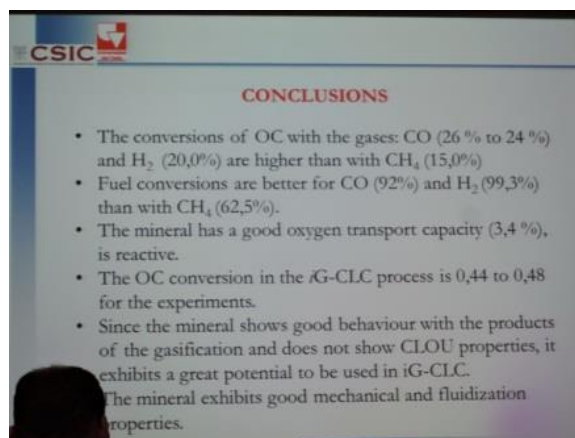 CSIC
CONCLUSIONS
• The conversions of OC with the gases: CO (26 % to 24 %)
and H₂ (20,0%) are higher than with CH₄ (15,0%)
• Fuel conversions are better for CO (92%) and H₂ (99,3%)
than with CH₄ (62,5%).
• The mineral has a good oxygen transport capacity (3,4 %),
is reactive.
• The OC conversion in the iG-CLC process is 0,44 to 0,48
for the experiments.
• Since the mineral shows good behaviour with the products
of the gasification and does not show CLOU properties, it
exhibits a great potential to be used in iG-CLC.
The mineral exhibits good mechanical and fluidization
properties.